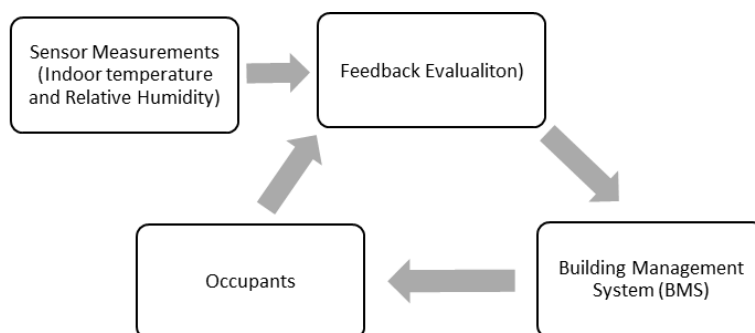 Sensor Measurements
(Indoor temperature
and Relative Humidity)
Feedback Evalualiton)
Occupants
Building Management
System (BMS)